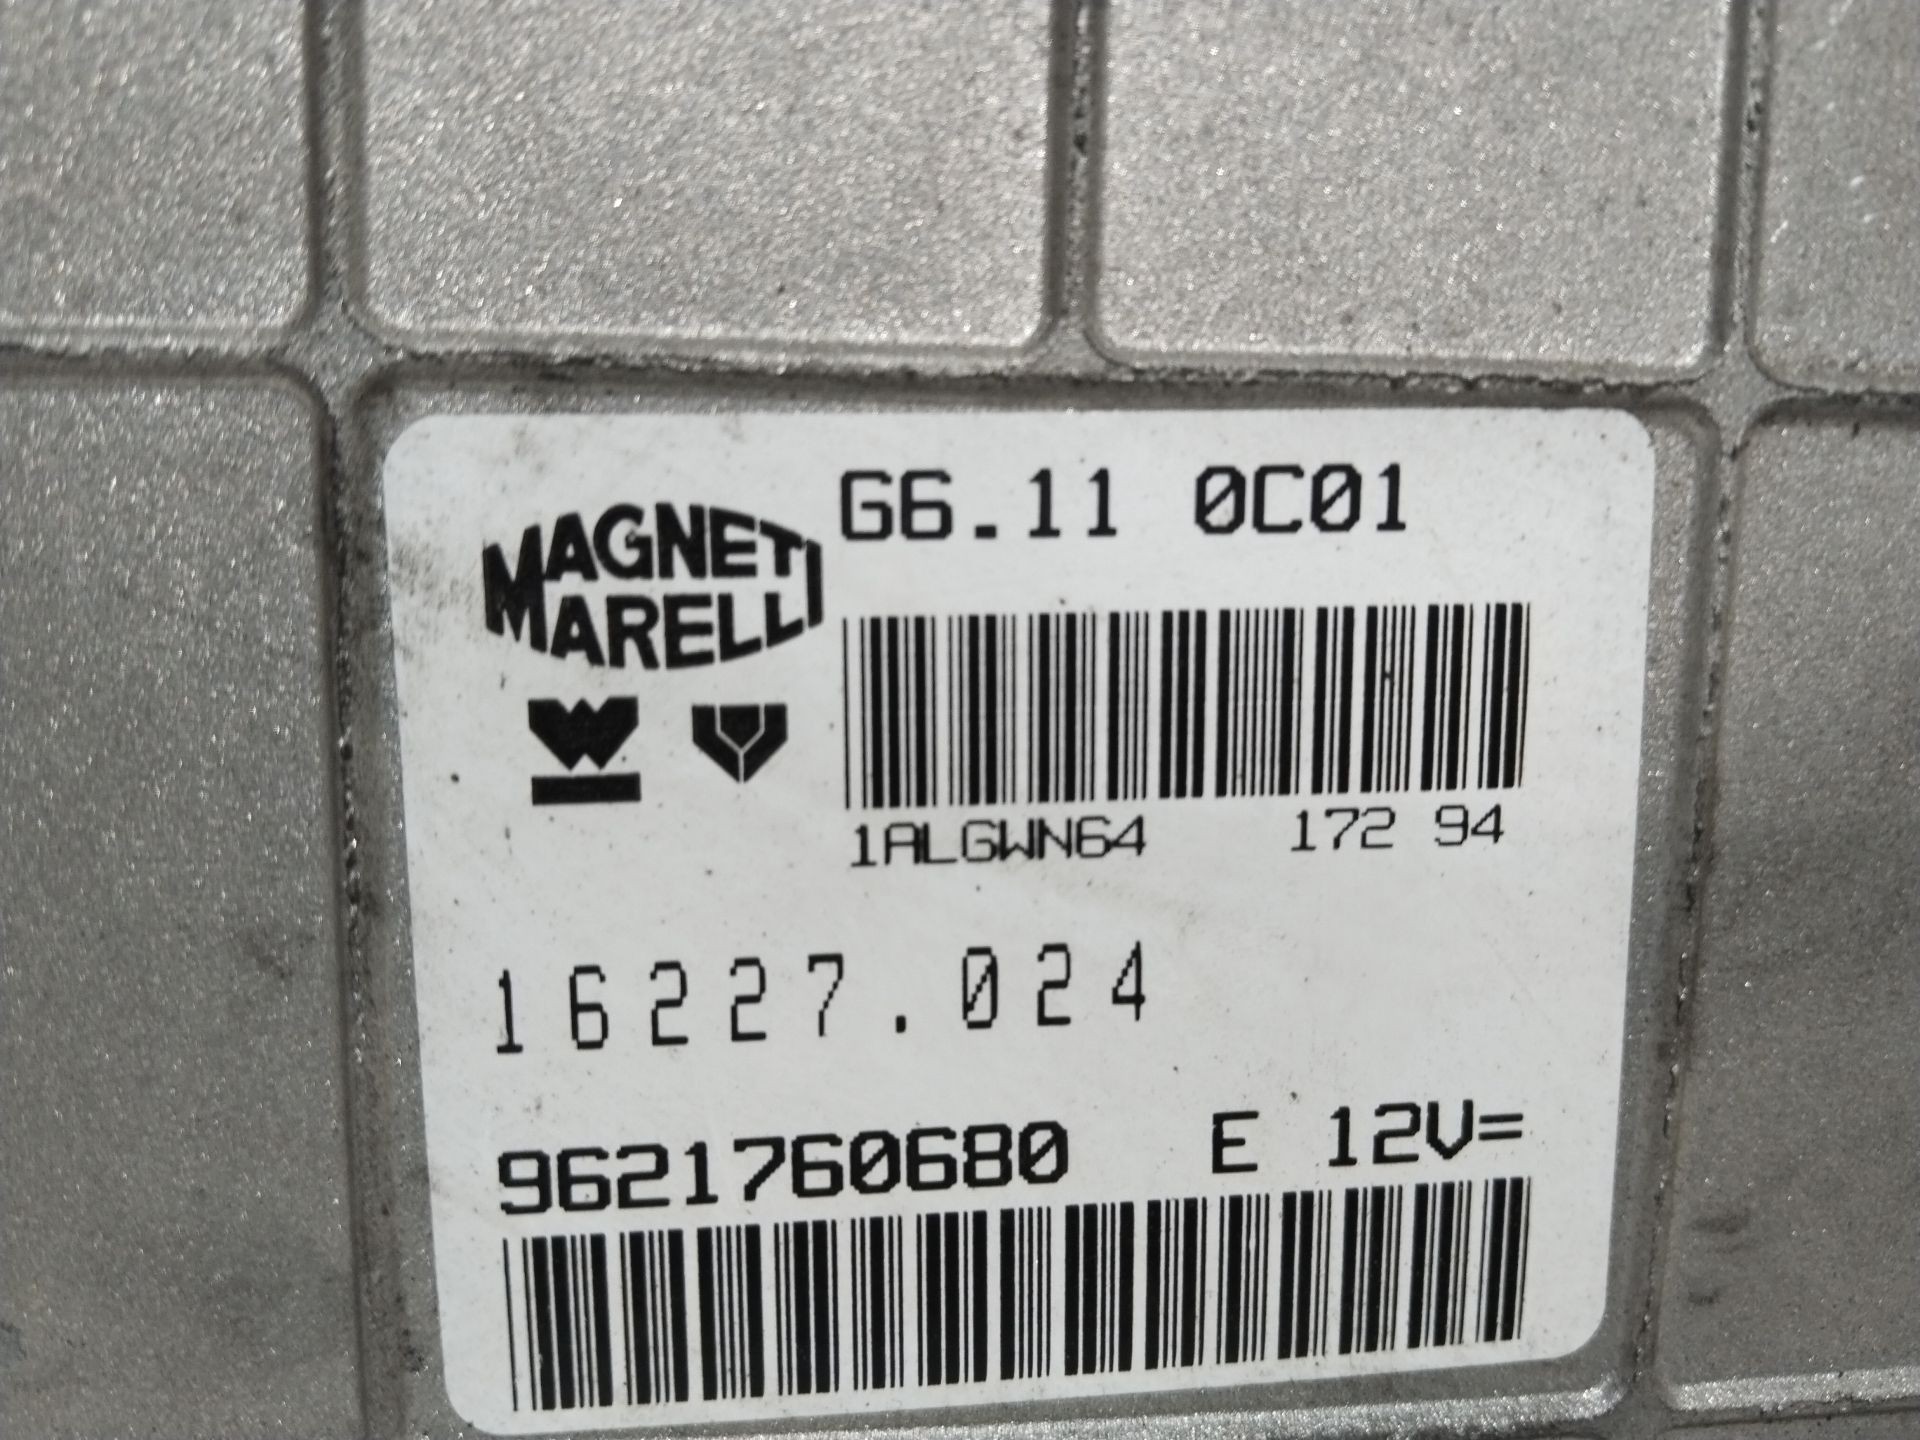 MAGNETI
MARELLI
G6.11 0C01
1ALGWN64 172 94
16227.024
9621760680 E 12V=